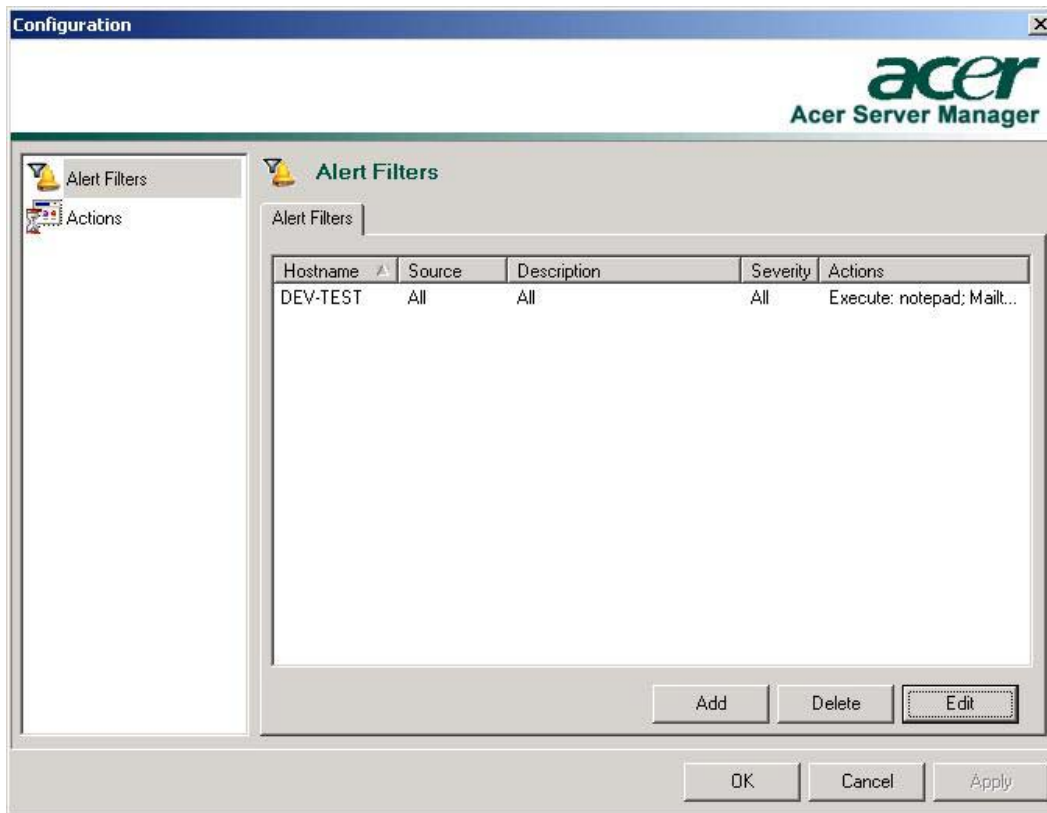 Configuration
acer
Acer Server Manager
Alert Filters
Actions
Alert Filters
Alert Filters
Hostname Source Description Severity Actions
DEV-TEST All All All Execute: notepad; Mailt...
Add Delete Edit
OK Cancel Apply